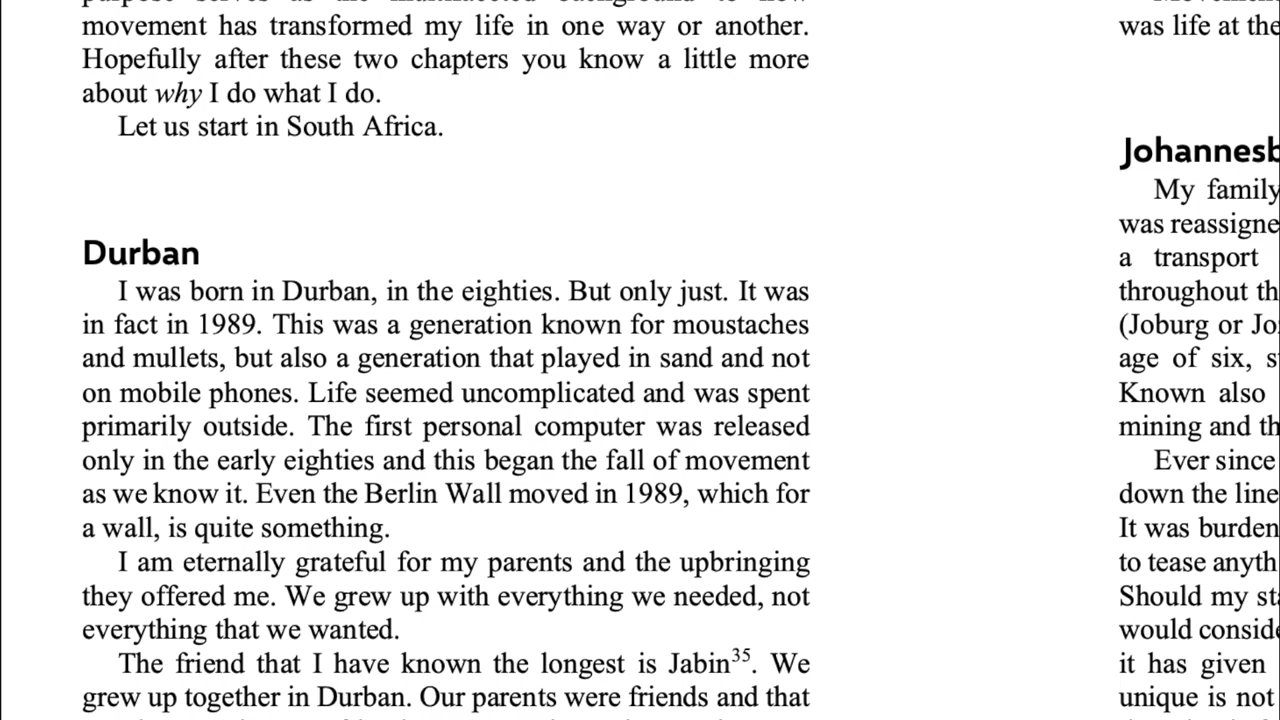 movement has transformed my life in one way or another.
Hopefully after these two chapters you know a little more
about why I do what I do.
Let us start in South Africa.
Durban
I was born in Durban, in the eighties. But only just. It was
in fact in 1989. This was a generation known for moustaches
and mullets, but also a generation that played in sand and not
on mobile phones. Life seemed uncomplicated and was spent
primarily outside. The first personal computer was released
only in the early eighties and this began the fall of movement
as we know it. Even the Berlin Wall moved in 1989, which for
a wall, is quite something.
I am eternally grateful for my parents and the upbringing
they offered me. We grew up with everything we needed, not
everything that we wanted.
The friend that I have known the longest is Jabin35. We
grew up together in Durban. Our parents were friends and that
was life at the
My family
was
a transport
throughout
(Joburg or
age of six,
Known also
mining and
Ever since
down the line
It was
to tease
Should my
would
it has given
unique is not